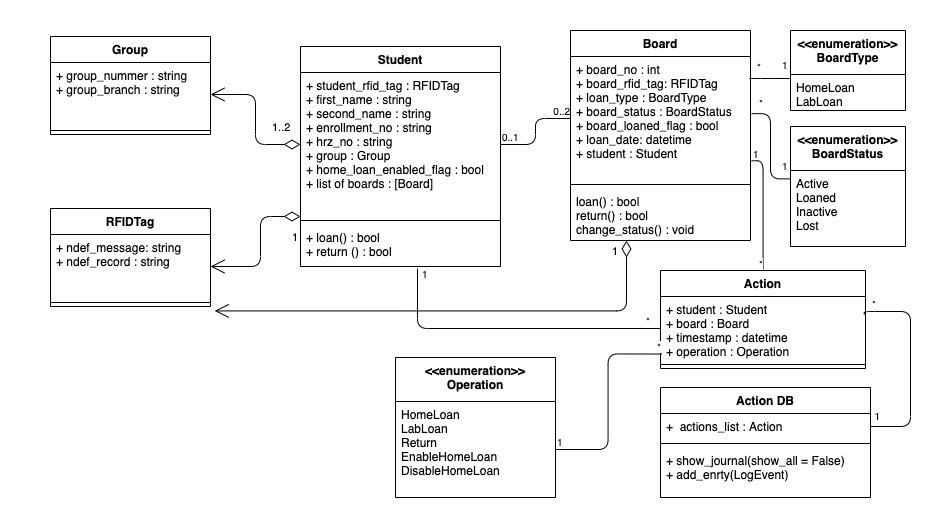 Group
+ group_nummer : string
+ group_branch : string
Student
+ student_rfid_tag : RFIDTag
+ first_name : string
+ second_name : string
+ enrollment_no : string
+ hrz_no : string
+ group : Group
+ home_loan_enabled_flag : bool
+ list of boards : [Board]
+ loan() : bool
+ return () : bool
Board
+ board_no : int
+ board_rfid_tag: RFIDTag
+ loan_type : BoardType
+ board_status : BoardStatus
+ board_loaned_flag : bool
+ loan_date: datetime
+ student : Student
loan() : bool
return() : bool
change_status() : void
<<enumeration>>
BoardType
HomeLoan
LabLoan
<<enumeration>>
BoardStatus
Active
Loaned
Inactive
Lost
RFIDTag
+ ndef_message: string
+ ndef_record : string
Action
+ student : Student
+ board : Board
+ timestamp : datetime
+ operation : Operation
<<enumeration>>
Operation
HomeLoan
LabLoan
Return
EnableHomeLoan
DisableHomeLoan
Action DB
+ actions_list : Action
+ show_journal(show_all = False)
+ add_enrty(LogEvent)
1..2
1
0..1
0..2
*
1
*
1
1
*
1
1
*
*
1
*
1